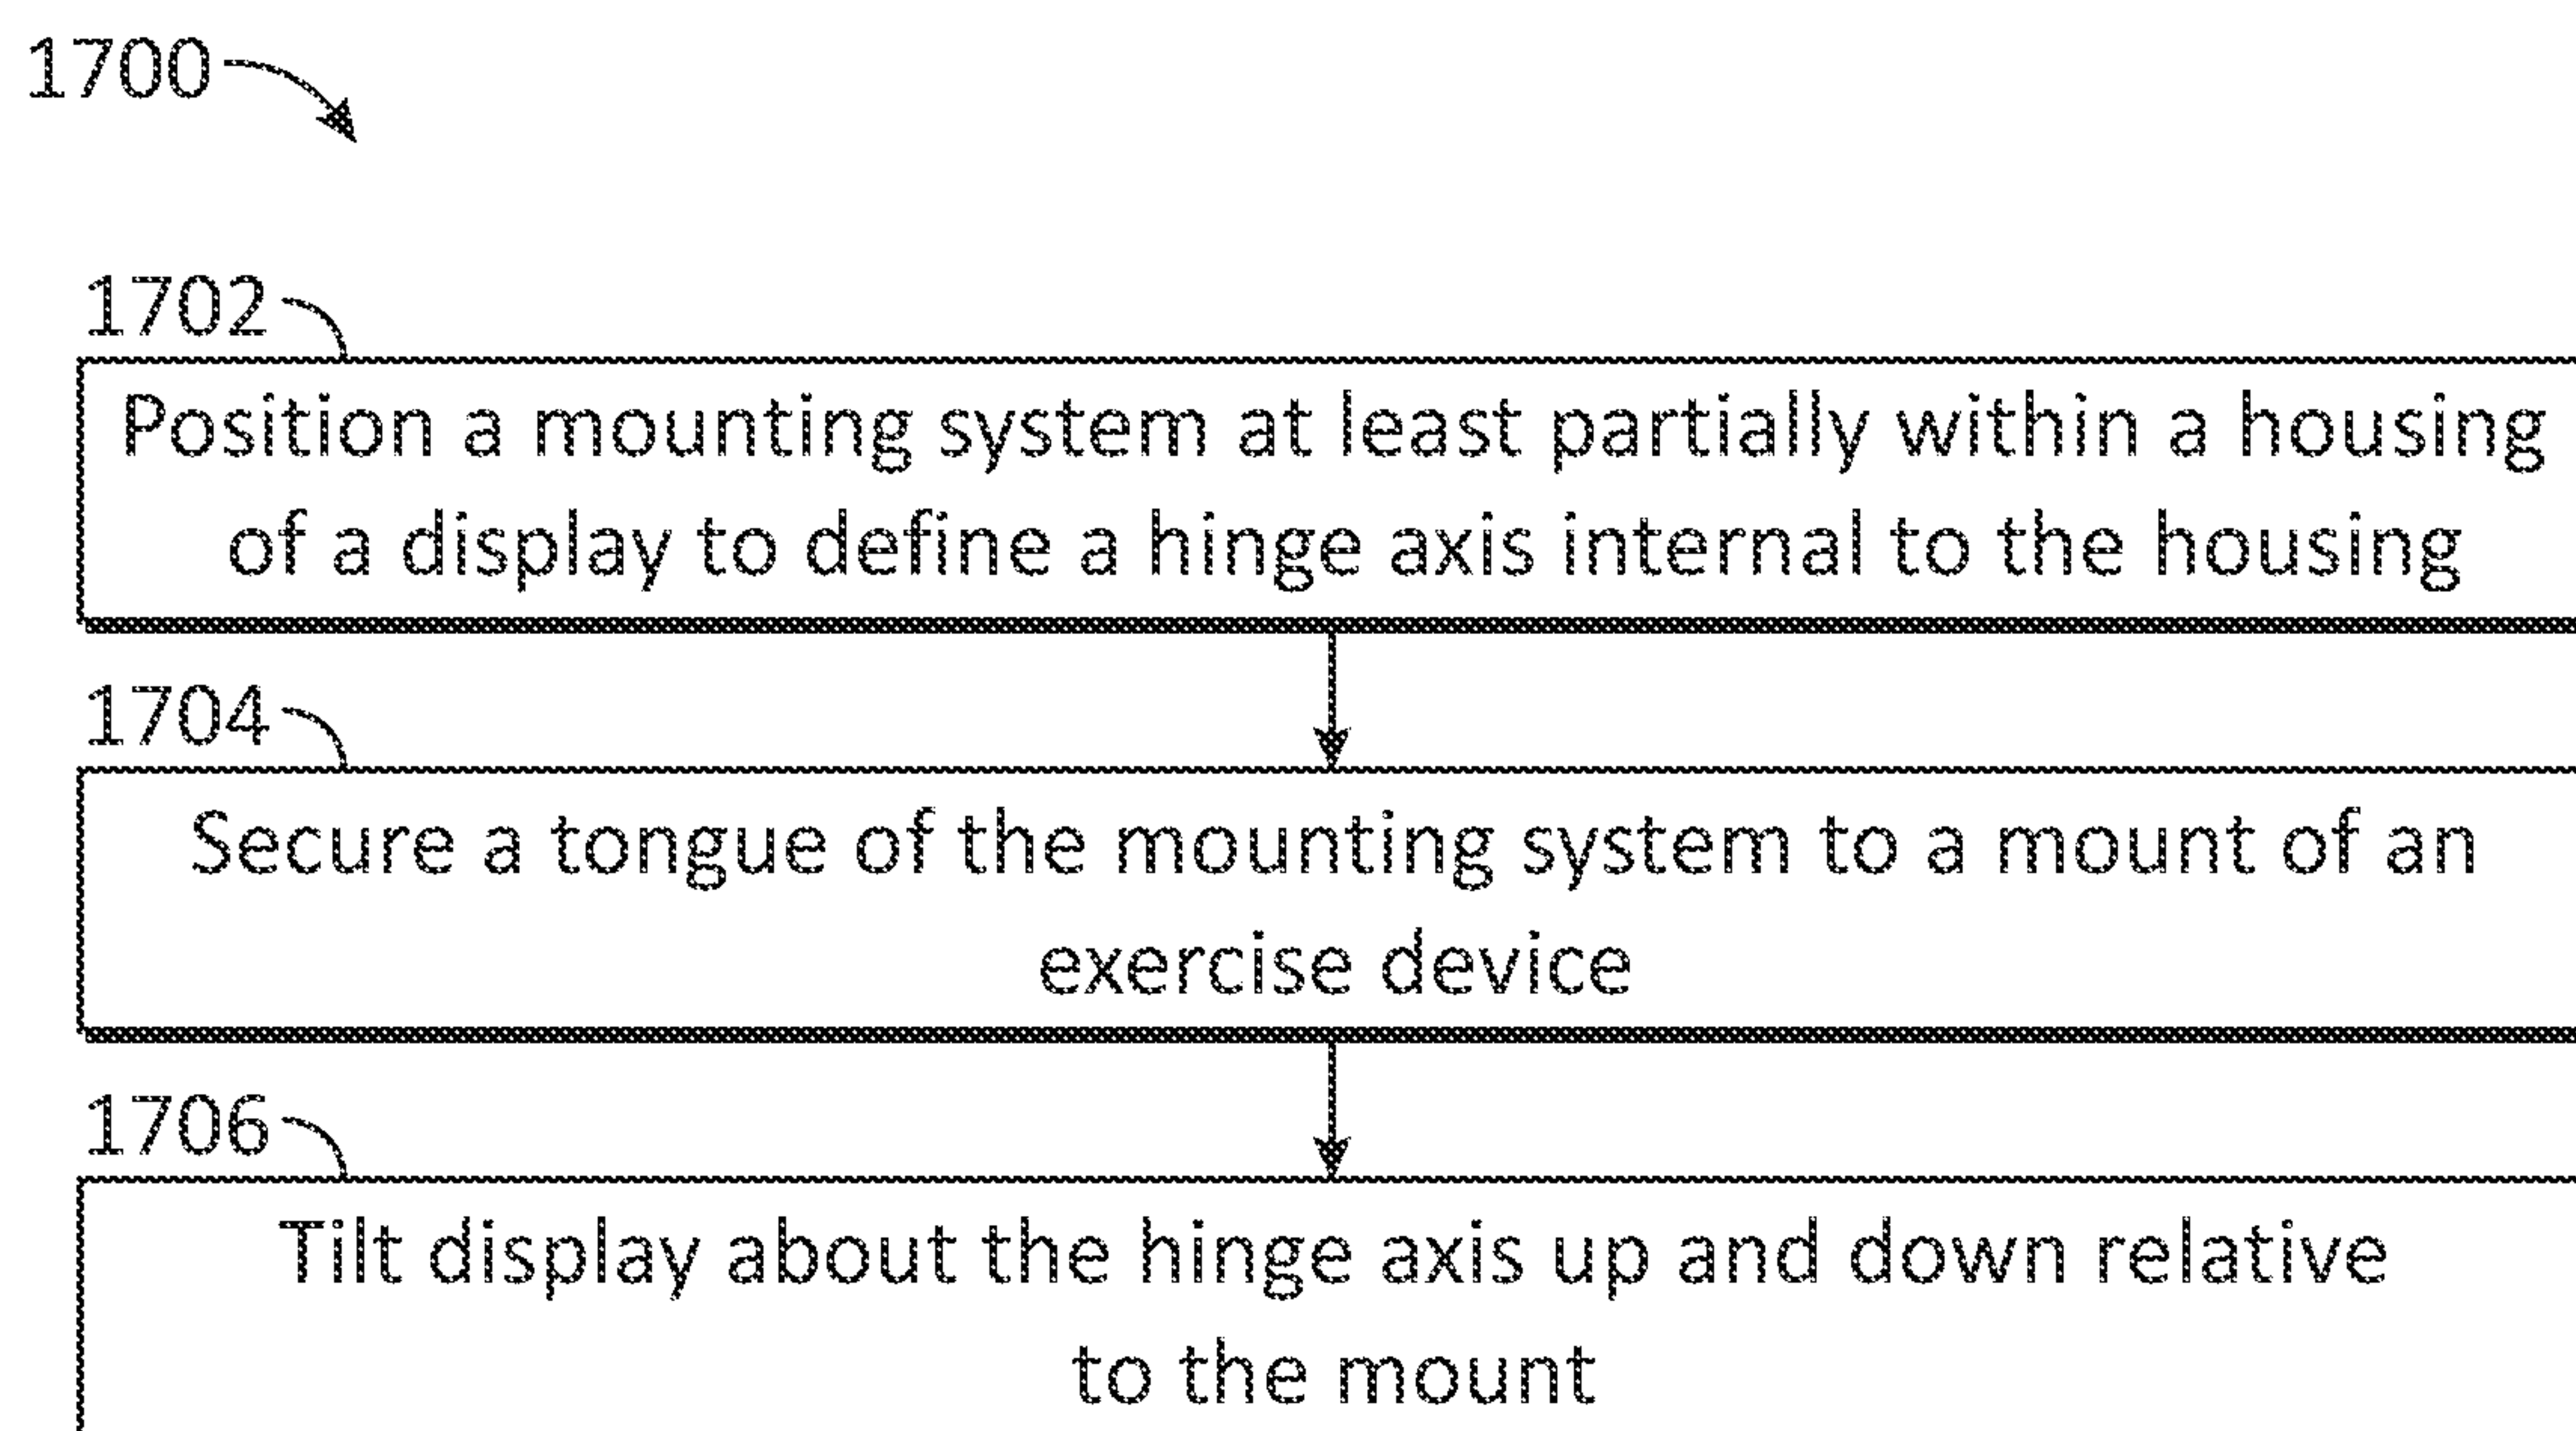 1700
1702
Position a mounting system at least partially within a housing
of a display to define a hinge axis internal to the housing
1704
Secure a tongue of the mounting system to a mount of an
exercise device
1706
Tilt display about the hinge axis up and down relative
to the mount